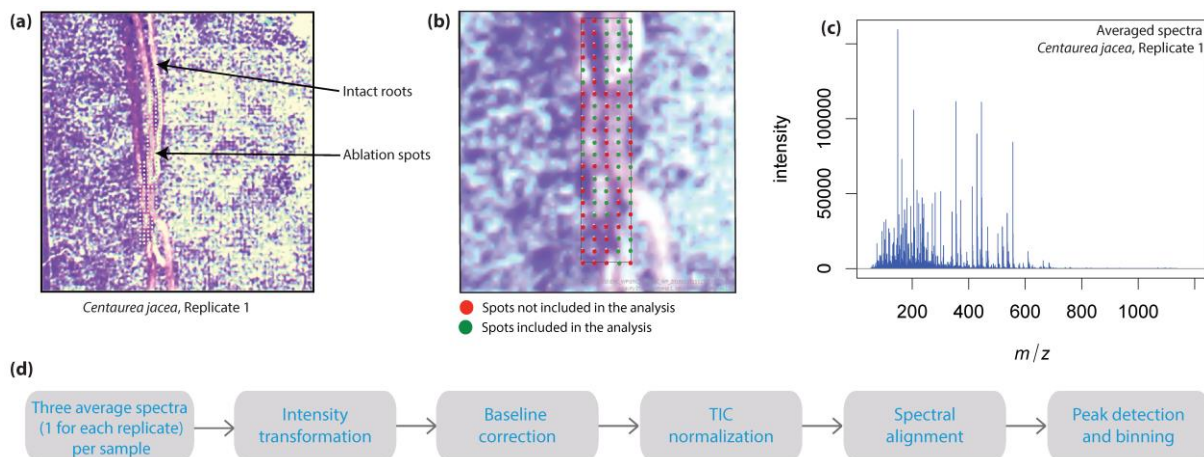 (a)
Intact roots
Ablation spots
Centaurea jacea, Replicate 1
(b)
Spots not included in the analysis
Spots included in the analysis
(c)
Averaged spectra
Centaurea jacea, Replicate 1
intensity
100000
50000
0
200 400 600 800 1000
m/z
(d)
Three average spectra
(1 for each replicate)
per sample
Intensity
transformation
Baseline
correction
TIC
normalization
Spectral
alignment
Peak detection
and binning